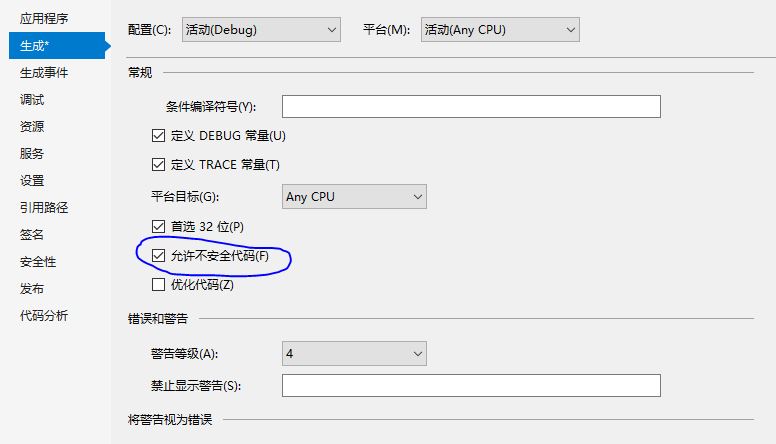 应用程序
生成*
生成事件
调试
资源
服务
设置
引用路径
签名
安全性
发布
代码分析
配置(C): 活动(Debug) 平台(M): 活动(Any CPU)
常规
条件编译符号(Y):
定义 DEBUG 常量(U)
定义 TRACE 常量(T)
平台目标(G): Any CPU
首选 32 位(P)
允许不安全代码(F)
优化代码(Z)
错误和警告
警告等级(A): 4
禁止显示警告(S):
将警告视为错误